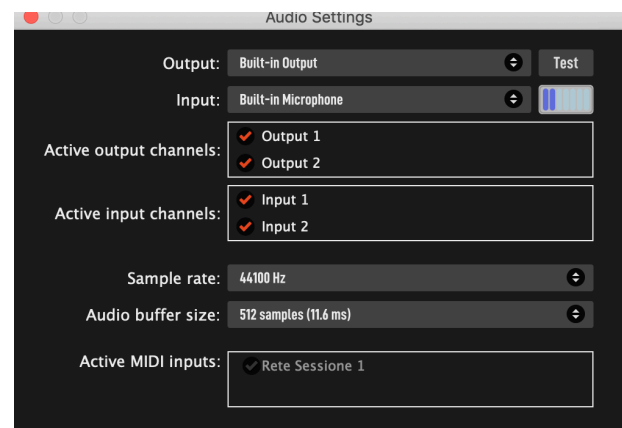 Audio Settings
Output: Built-in Output Test
Input: Built-in Microphone
Active output channels: Output 1
Output 2
Active input channels: Input 1
Input 2
Sample rate: 44100 Hz
Audio buffer size: 512 samples (11.6 ms)
Active MIDI inputs: Rete Sessione 1